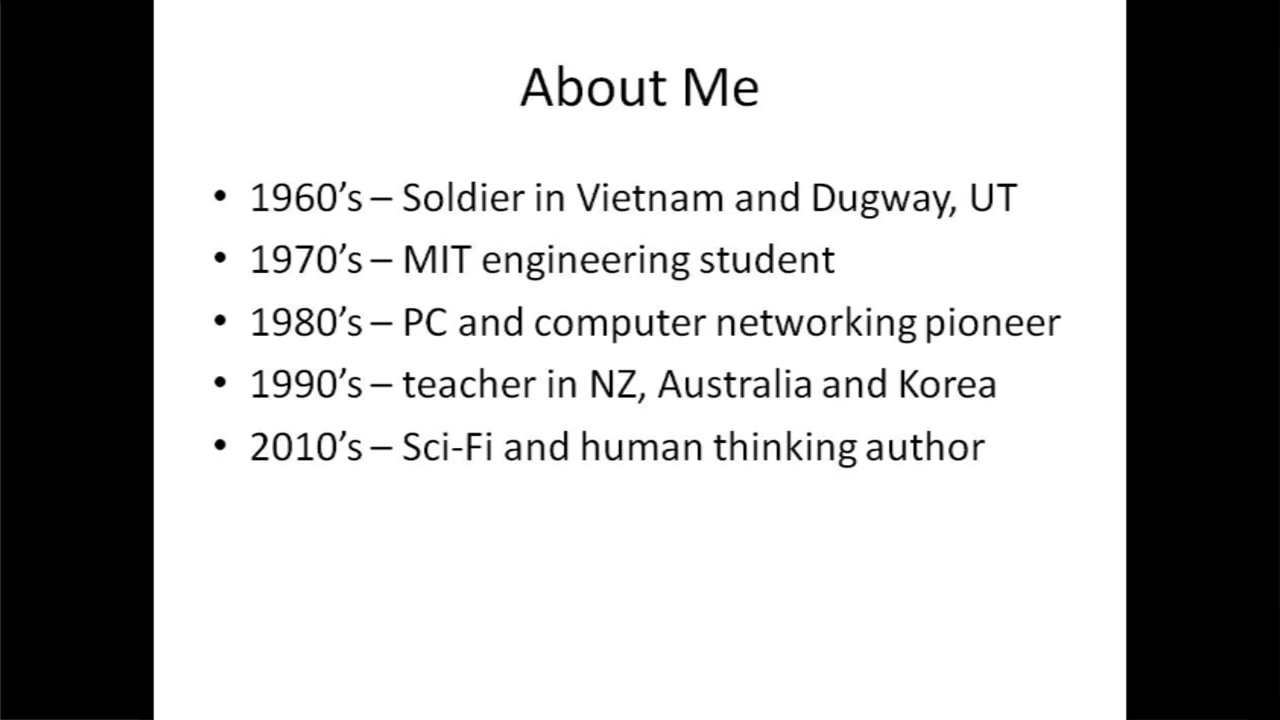 About Me
• 1960’s – Soldier in Vietnam and Dugway, UT
• 1970’s – MIT engineering student
• 1980’s – PC and computer networking pioneer
• 1990’s – teacher in NZ, Australia and Korea
• 2010’s – Sci-Fi and human thinking author